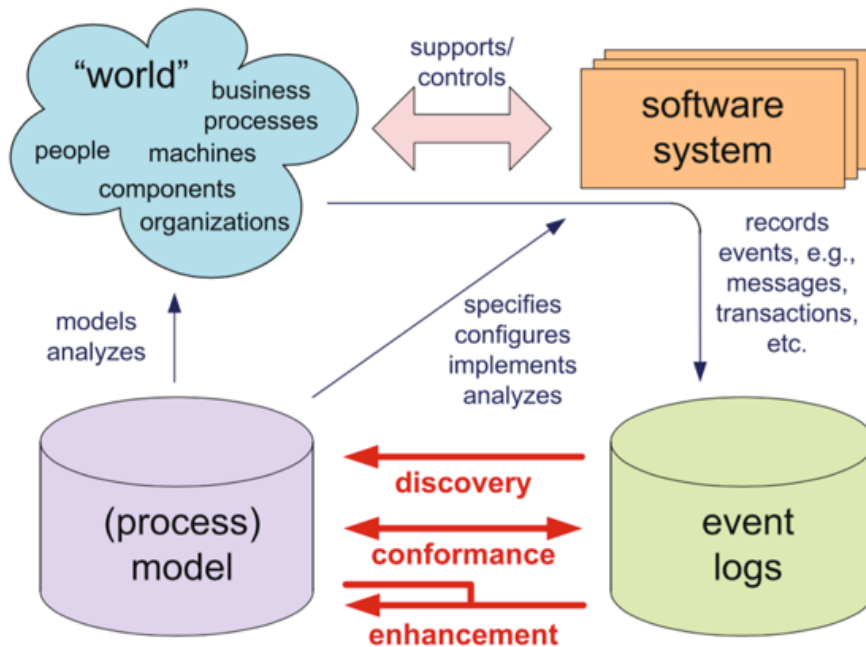 “world”
business
processes
people
machines
components
organizations
supports/
controls
software
system
records
events, e.g.,
messages,
transactions,
etc.
models
analyzes
specifies
configures
implements
analyzes
(process)
model
discovery
conformance
enhancement
event
logs